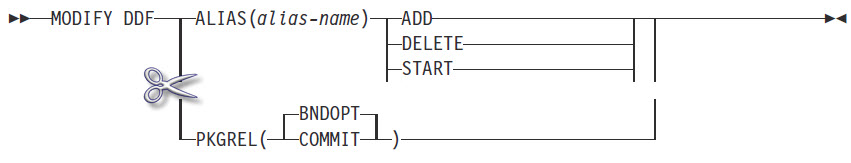 MODIFY DDF ALIAS(alias-name) ADD
DELETE
START
BNDOPT
PKGREL( COMMIT )